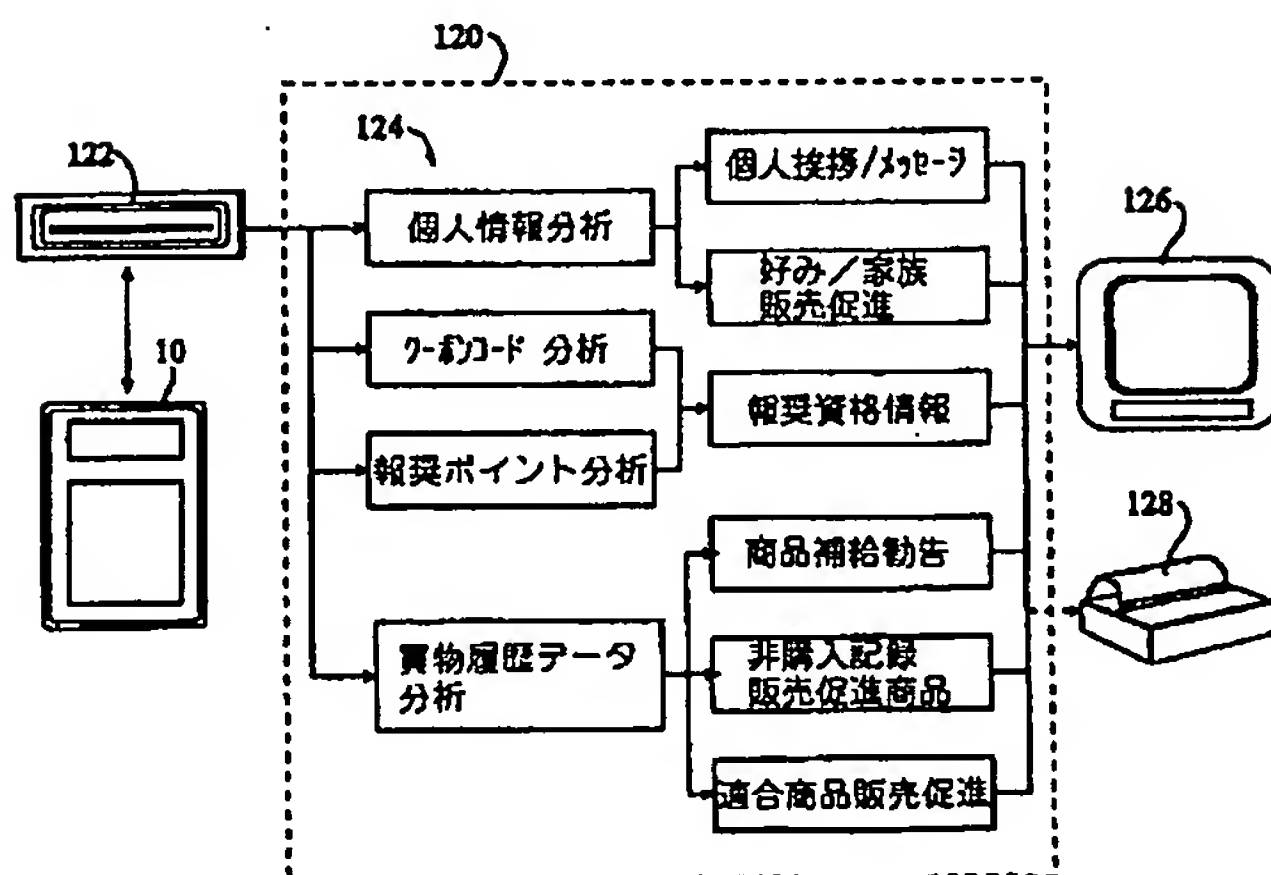 120
124
122
個人挨拶/メッセージ
個人情報分析
126
好み/家族
販売促進
10
クーポンコード 分析
報奨資格情報
報奨ポイント分析
128
商品補給勧告
買物履歴データ
分析
非購入記録
販売促進商品
適合商品販売促進